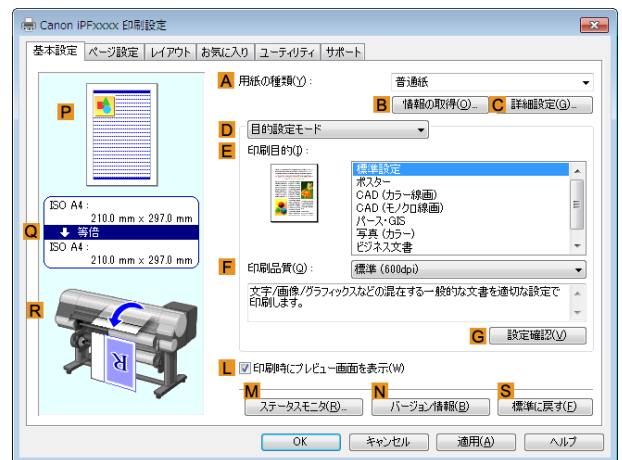 Canon iPFxxxx 印刷設定
基本設定 ページ設定 レイアウト お気に入り ユーティリティ サポート
A 用紙の種類(Y): 普通紙
B 情報の取得(O)... C 詳細設定(G)...
P
D 目的設定モード
E 印刷目的(I):
標準設定
ポスター
CAD (カラー線画)
CAD (モノクロ線画)
パース・GIS
写真 (カラー)
ビジネス文書
ISO A4 :
210.0 mm x 297.0 mm
Q 等倍
ISO A4 :
210.0 mm x 297.0 mm
F 印刷品質(Q): 標準 (600dpi)
文字/画像/グラフィックスなどの混在する一般的な文書を適切な設定で
印刷します。
R
G 設定確認(V)
R
L 印刷時にプレビュー画面を表示(W)
M ステータスモニタ(R)... N バージョン情報(B) S 標準に戻す(F)
OK キャンセル 適用(A) ヘルプ